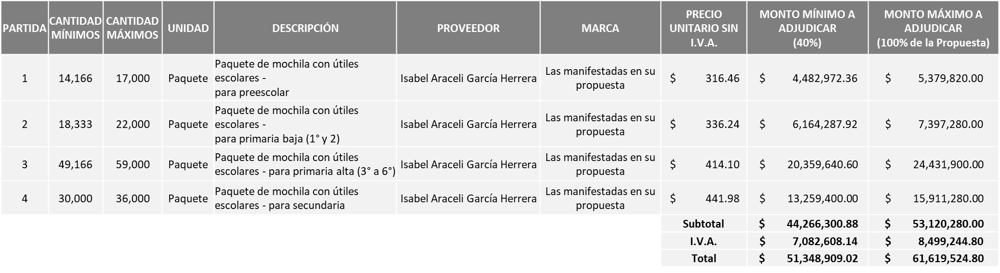 PARTIDA
CANTIDAD
MÍNIMOS
CANTIDAD
MÁXIMOS
UNIDAD
DESCRIPCIÓN
PROVEEDOR
MARCA
PRECIO
UNITARIO SIN
I.V.A.
MONTO MÍNIMO A
ADJUDICAR
(40%)
MONTO MÁXIMO A
ADJUDICAR
(100% de la Propuesta)
1
14,166
17,000
Paquete
Paquete de mochila con útiles
escolares -
para preescolar
Isabel Araceli García Herrera
Las manifestadas en su
propuesta
$ 316.46
$ 4,482,972.36
$ 5,379,820.00
2
18,333
22,000
Paquete
Paquete de mochila con útiles
escolares -
para primaria baja (1° y 2)
Isabel Araceli García Herrera
Las manifestadas en su
propuesta
$ 336.24
$ 6,164,287.92
$ 7,397,280.00
3
49,166
59,000
Paquete
Paquete de mochila con útiles
escolares - para primaria alta (3° a 6°)
Isabel Araceli García Herrera
Las manifestadas en su
propuesta
$ 414.10
$ 20,359,640.60
$ 24,431,900.00
4
30,000
36,000
Paquete
Paquete de mochila con útiles
escolares - para secundaria
Isabel Araceli García Herrera
Las manifestadas en su
propuesta
$ 441.98
$ 13,259,400.00
$ 15,911,280.00
Subtotal $ 44,266,300.88 $ 53,120,280.00
I.V.A. $ 7,082,608.14 $ 8,499,244.80
Total $ 51,348,909.02 $ 61,619,524.80